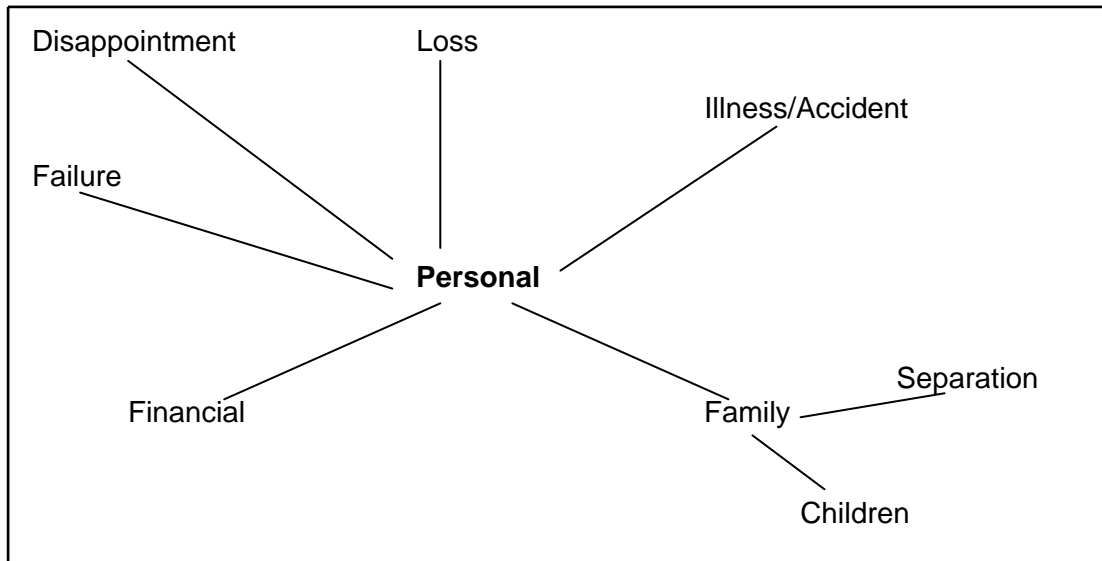 Disappointment
Loss
Illness/Accident
Failure
Personal
Separation
Financial
Family
Children